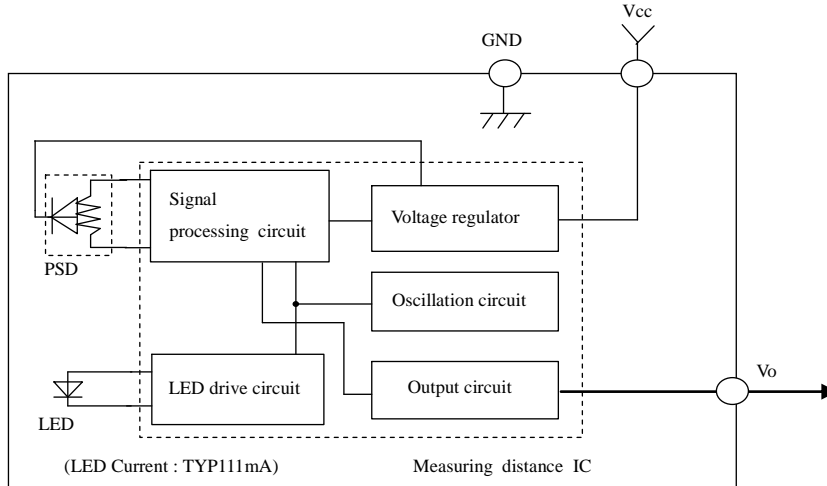 Vcc
GND
Signal
processing circuit
Voltage regulator
PSD
Oscillation circuit
LED drive circuit
Output circuit
Vo
LED
(LED Current : TYP111mA)
Measuring distance IC